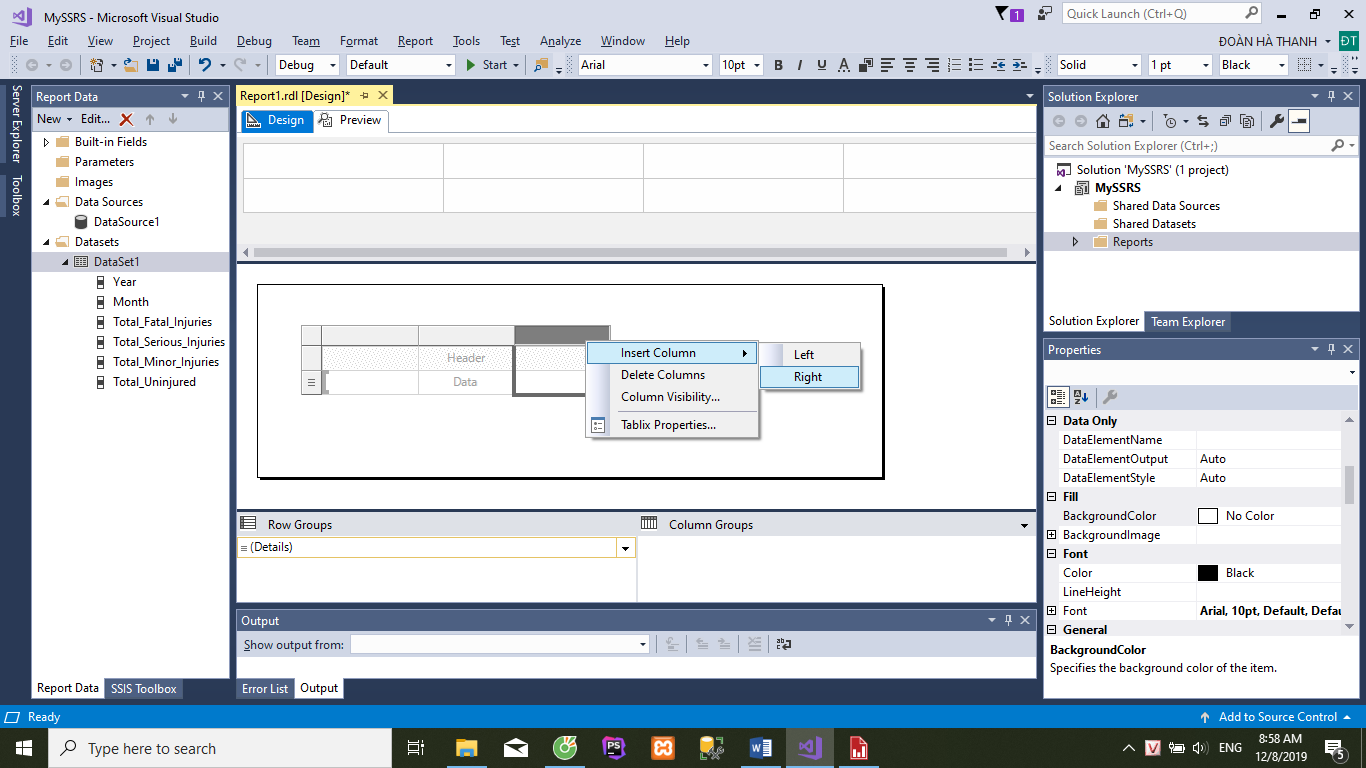 MySSRS - Microsoft Visual Studio
1
Quick Launch (Ctrl+Q)
File Edit View Project Build Debug Team Format Report Tools Test Analyze Window Help
ĐOÀN HÀ THANH
ĐT
Debug Default Start Arial 10pt B I U A Solid 1 pt Black
Server Explorer
Toolbox
Report Data
New Edit...
Built-in Fields
Parameters
Images
Data Sources
DataSource1
Datasets
DataSet1
Year
Month
Total_Fatal_Injuries
Total_Serious_Injuries
Total_Minor_Injuries
Total_Uninjured
Report Data SSIS Toolbox
Report1.rdl [Design]*
Design Preview
Header
Data
Insert Column
Delete Columns
Column Visibility...
Tablix Properties...
Left
Right
Row Groups
Column Groups
(Details)
Output
Show output from:
Error List Output
Solution Explorer
Search Solution Explorer (Ctrl+;)
Solution 'MySSRS' (1 project)
MySSRS
Shared Data Sources
Shared Datasets
Reports
Solution Explorer Team Explorer
Properties
Data Only
DataElementName
DataElementOutput Auto
DataElementStyle Auto
Fill
BackgroundColor No Color
BackgroundImage
Font
Color Black
LineHeight
Font Arial, 10pt, Default, Defau
General
BackgroundColor
Specifies the background color of the item.
Ready
Add to Source Control
Type here to search
PS
V
ENG
8:58 AM
12/8/2019
5